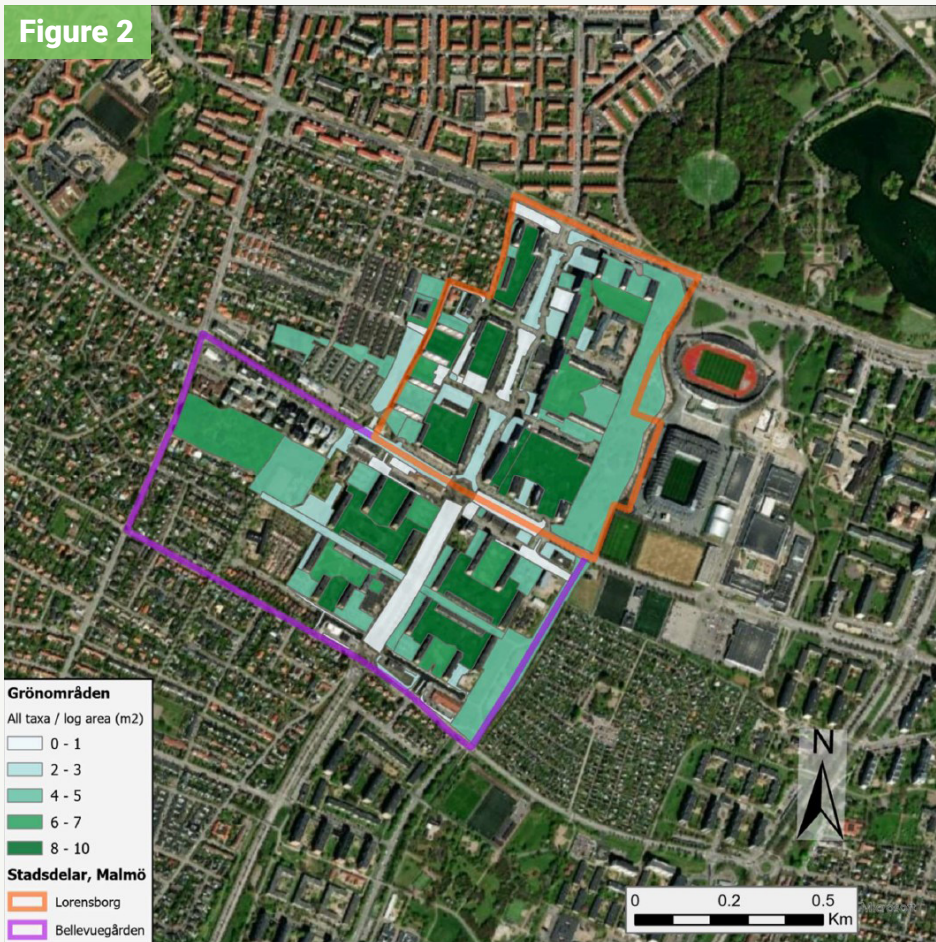 Figure 2
Grönområden
All taxa / log area (m2)
0 - 1
2 - 3
4 - 5
6 - 7
8 - 10
Stadsdelar, Malmö
Lorensborg
Bellevuegården
N
0 0.2 0.5
Km